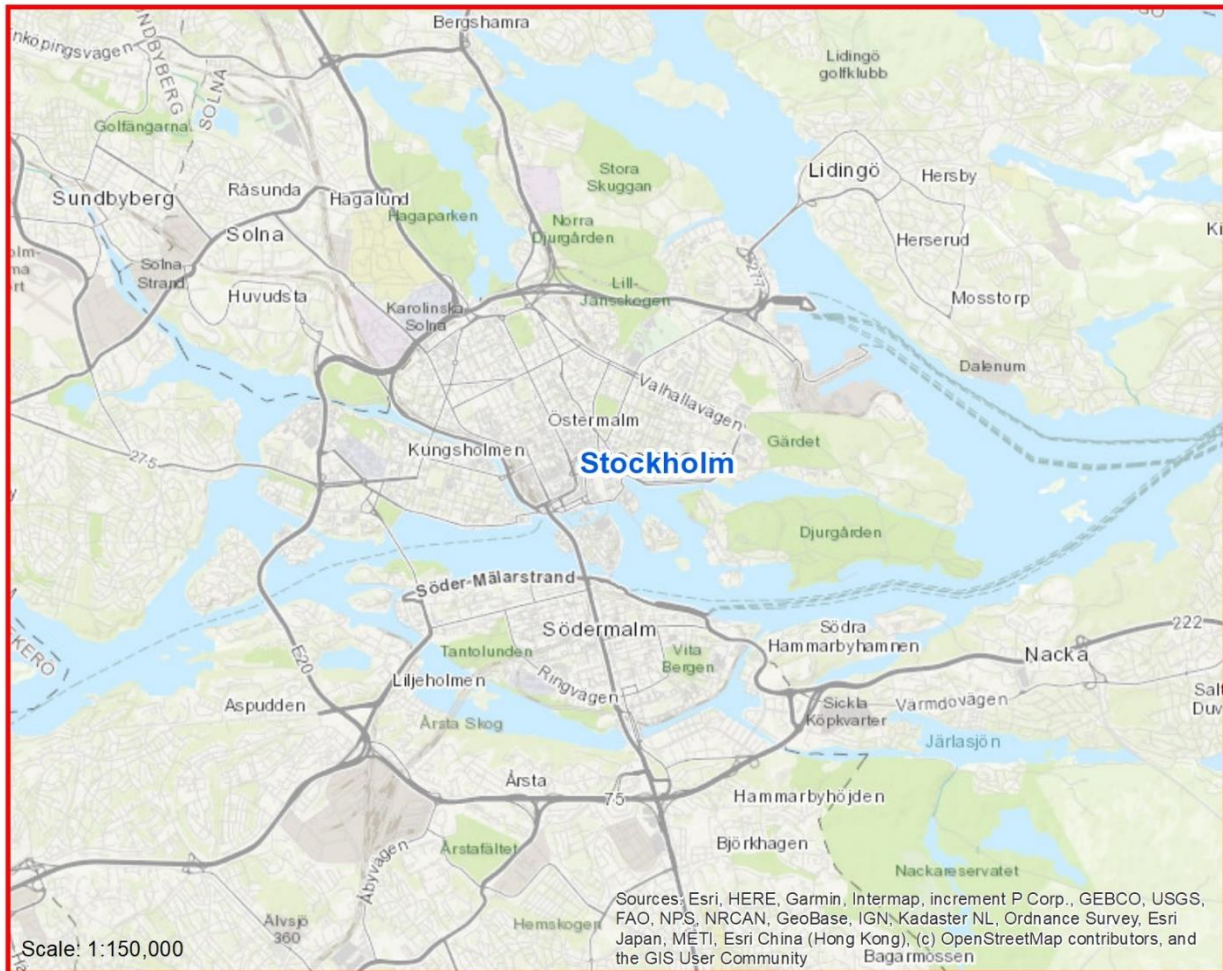 Bergshamra
Lidingö
golfklubb
SOLNA
Golfängarna
Stora
Skuggan
Lidingö
Hersby
Sundbyberg
Råsunda
Hagalund
Hagaparken
Norra
Djurgården
Solna
Herserud
Solna
Strand
Huvudsta
Lill-
Jansskogen
277
Mosstorp
Karolinska
Solna
Dalenum
Valhallavägen
Östermalm
Gärdet
Kungsholmen
27-5
Stockholm
Djurgården
Söder-Mälarstrand
Södermalm
Södra
Hammarbyhamnen
222
Nacka
Tantolunden
Vita
Bergen
E20
Liljeholmen
Ringvägen
Aspudden
Sickla
Köpkvarter
Värmdövägen
Årsta Skog
Järlasjön
Årsta
75
Hammarbyhöjden
Årstafältet
Björkhagen
Åbyvägen
Nackareservatet
Älvsjö
360
Hemskogen
Sources: Esri, HERE, Garmin, Intermap, increment P Corp., GEBCO, USGS,
FAO, NPS, NRCAN, GeoBase, IGN, Kadaster NL, Ordnance Survey, Esri
Japan, METI, Esri China (Hong Kong), (c) OpenStreetMap contributors, and
the GIS User Community
Bagarmossen
Scale: 1:150,000